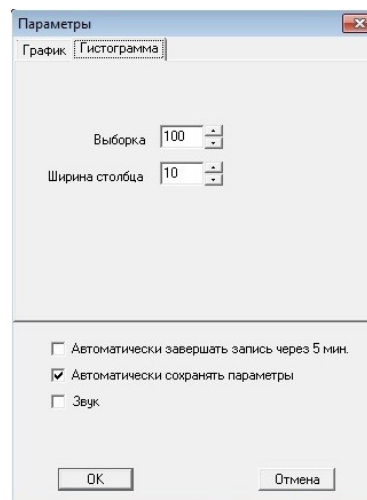 Параметры
График Гистограмма
Выборка 100
Ширина столбца 10
Автоматически завершать запись через 5 мин.
Автоматически сохранять параметры
Звук
OK Отмена